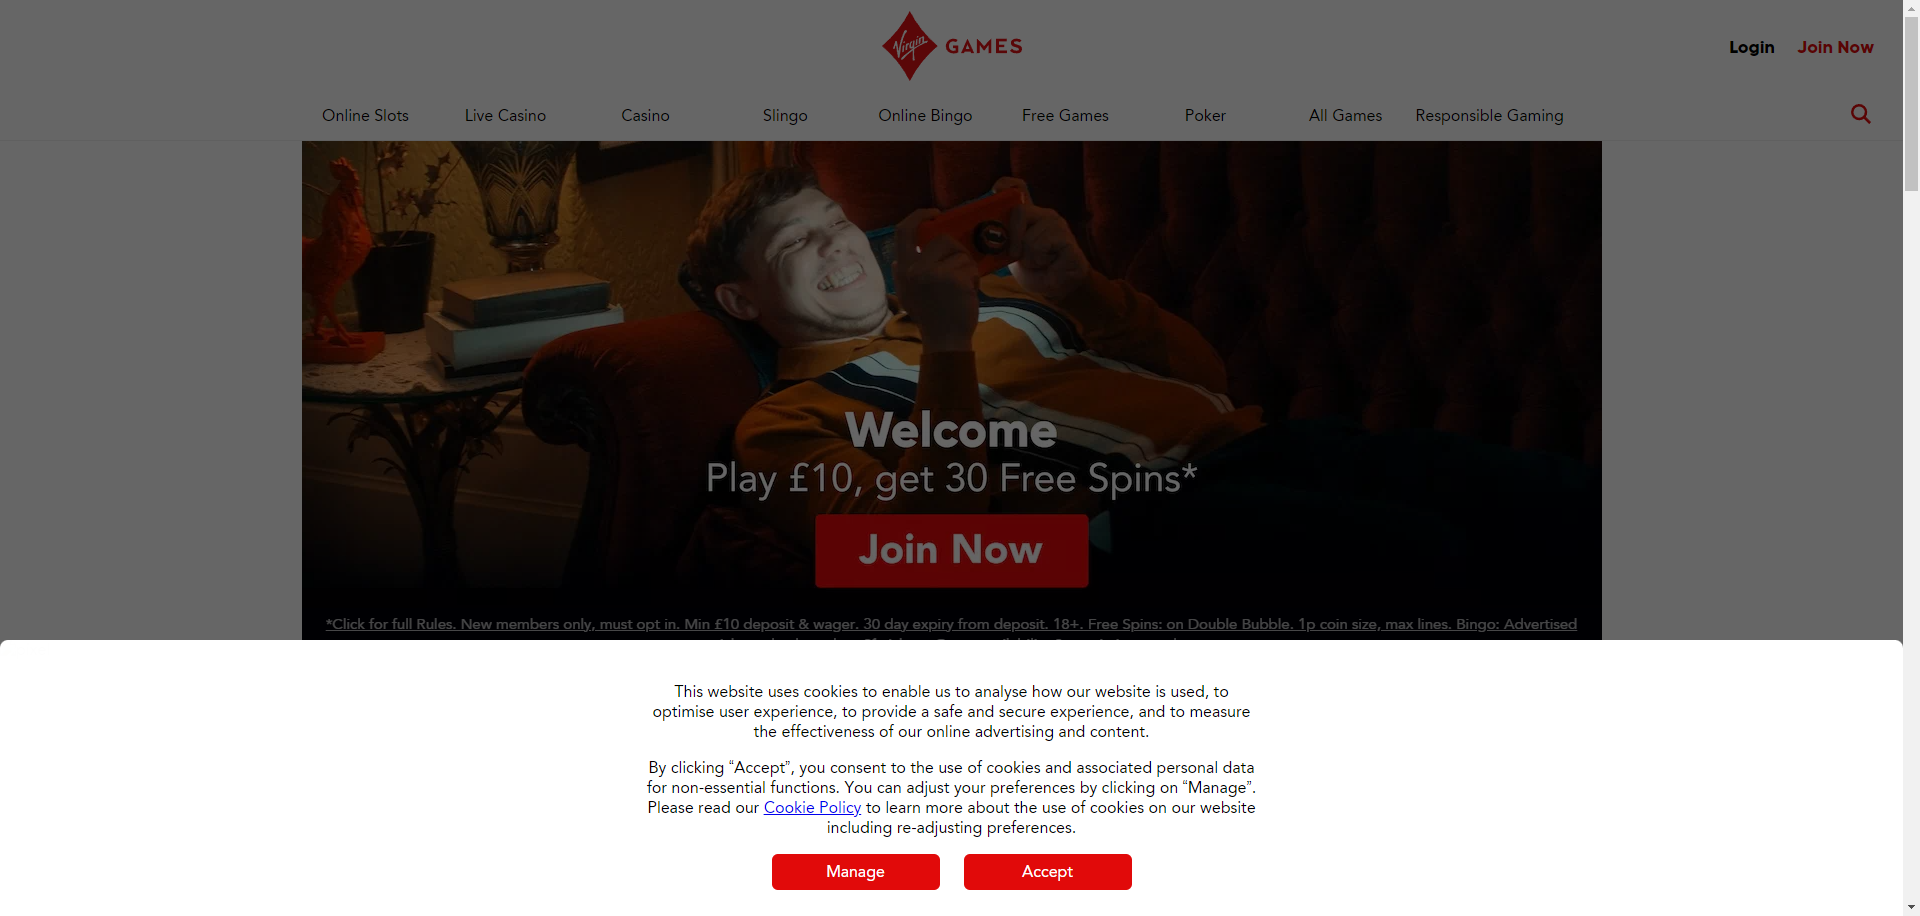 Virgin GAMES
Login Join Now
Online Slots Live Casino Casino Slingo Online Bingo Free Games Poker All Games Responsible Gaming
Welcome
Play £10, get 30 Free Spins*
Join Now
*Click for full Rules. New members only, must opt in. Min £10 deposit & wager. 30 day expiry from deposit. 18+. Free Spins: on Double Bubble. 1p coin size, max lines. Bingo: Advertised
This website uses cookies to enable us to analyse how our website is used, to
optimise user experience, to provide a safe and secure experience, and to measure
the effectiveness of our online advertising and content.
By clicking “Accept”, you consent to the use of cookies and associated personal data
for non-essential functions. You can adjust your preferences by clicking on “Manage”.
Please read our Cookie Policy to learn more about the use of cookies on our website
including re-adjusting preferences.
Manage Accept